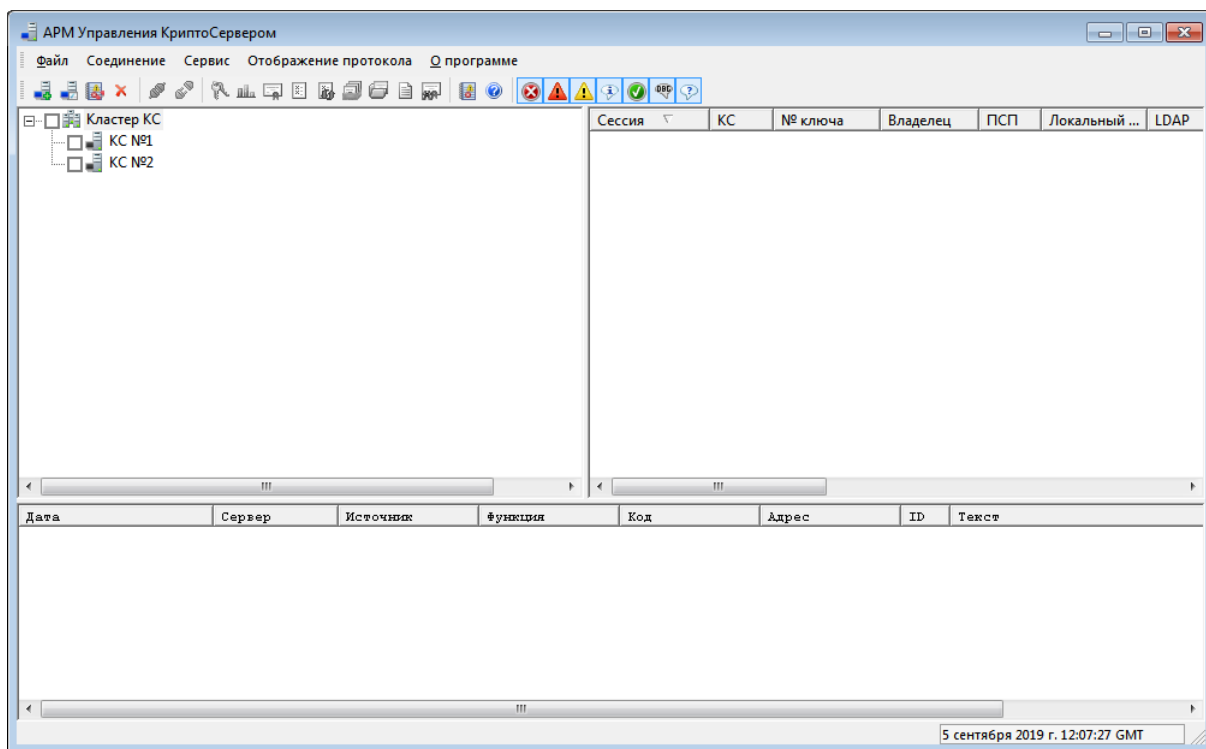 АРМ Управления КриптоСервером
Файл Соединение Сервис Отображение протокола О программе
Кластер КС
КС №1
КС №2
Сессия КС № ключа Владелец ПСП Локальный ... LDAP
Дата Сервер Источник Функция Код Адрес ID Текст
5 сентября 2019 г. 12:07:27 GMT